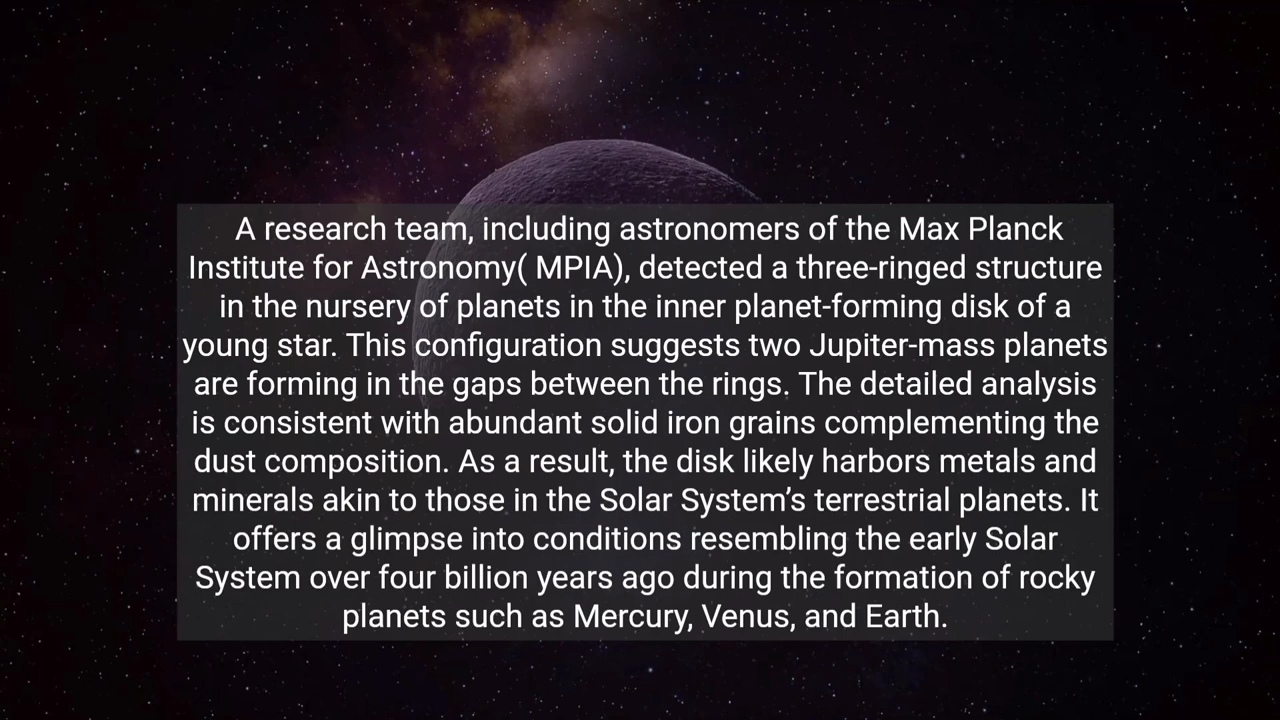 A research team, including astronomers of the Max Planck
Institute for Astronomy( MPIA), detected a three-ringed structure
in the nursery of planets in the inner planet-forming disk of a
young star. This configuration suggests two Jupiter-mass planets
are forming in the gaps between the rings. The detailed analysis
is consistent with abundant solid iron grains complementing the
dust composition. As a result, the disk likely harbors metals and
minerals akin to those in the Solar System’s terrestrial planets. It
offers a glimpse into conditions resembling the early Solar
System over four billion years ago during the formation of rocky
planets such as Mercury, Venus, and Earth.